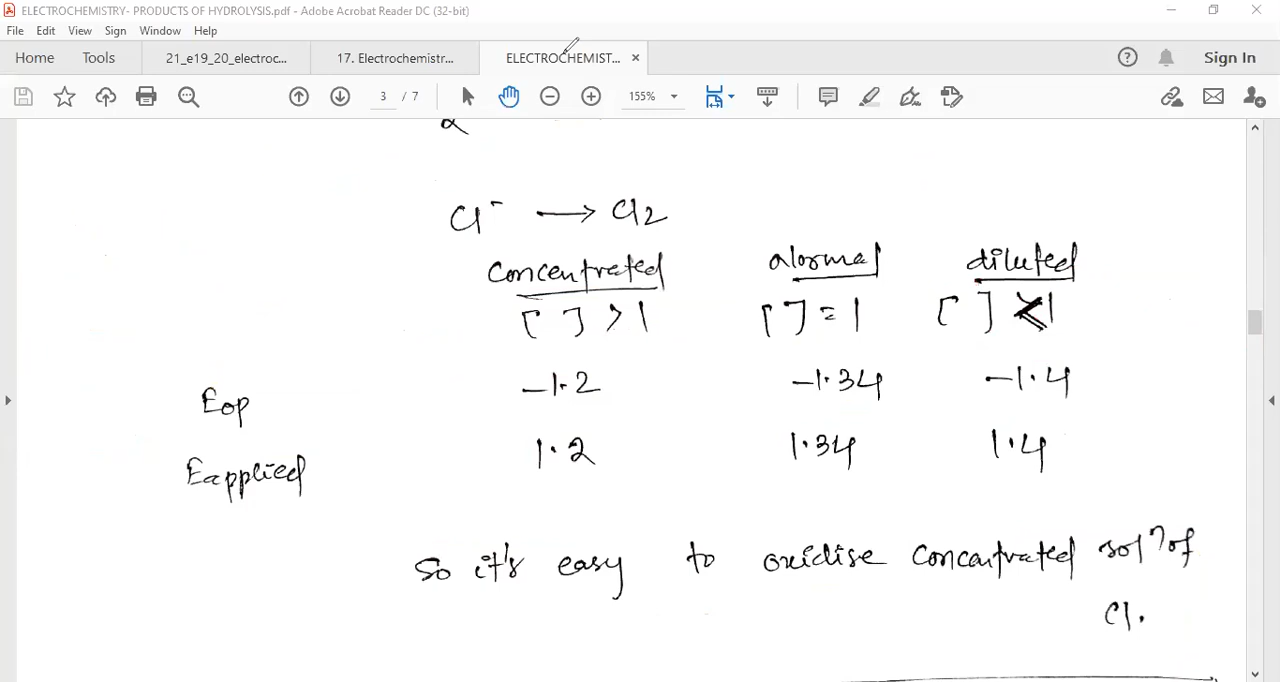 ELECTROCHEMISTRY- PRODUCTS OF HYDROLYSIS.pdf - Adobe Acrobat Reader DC (32-bit)
File Edit View Sign Window Help
Home Tools 21_e19_20_electroc... 17. Electrochemistr... ELECTROCHEMIST... × Sign In
3 / 7 155%
Cl⁻ → Cl2
Concentrated normal diluted
[ ] > 1 [ ] = 1 [ ] < 1
Eop -1.2 -1.34 -1.4
Eapplied 1.2 1.34 1.4
So it's easy to oxidise concentrated solⁿ of
Cl.